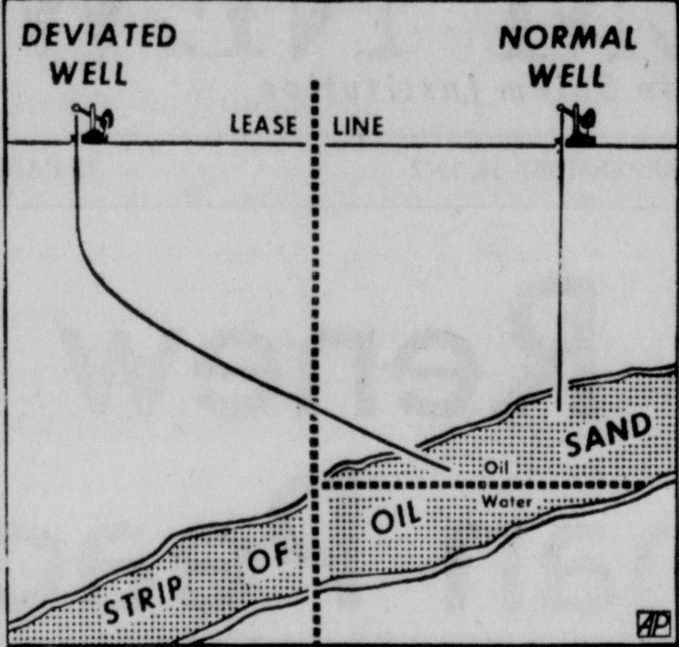 DEVIATED
WELL
NORMAL
WELL
LEASE LINE
SAND
Oil
Water
OIL
OF
STRIP
AP